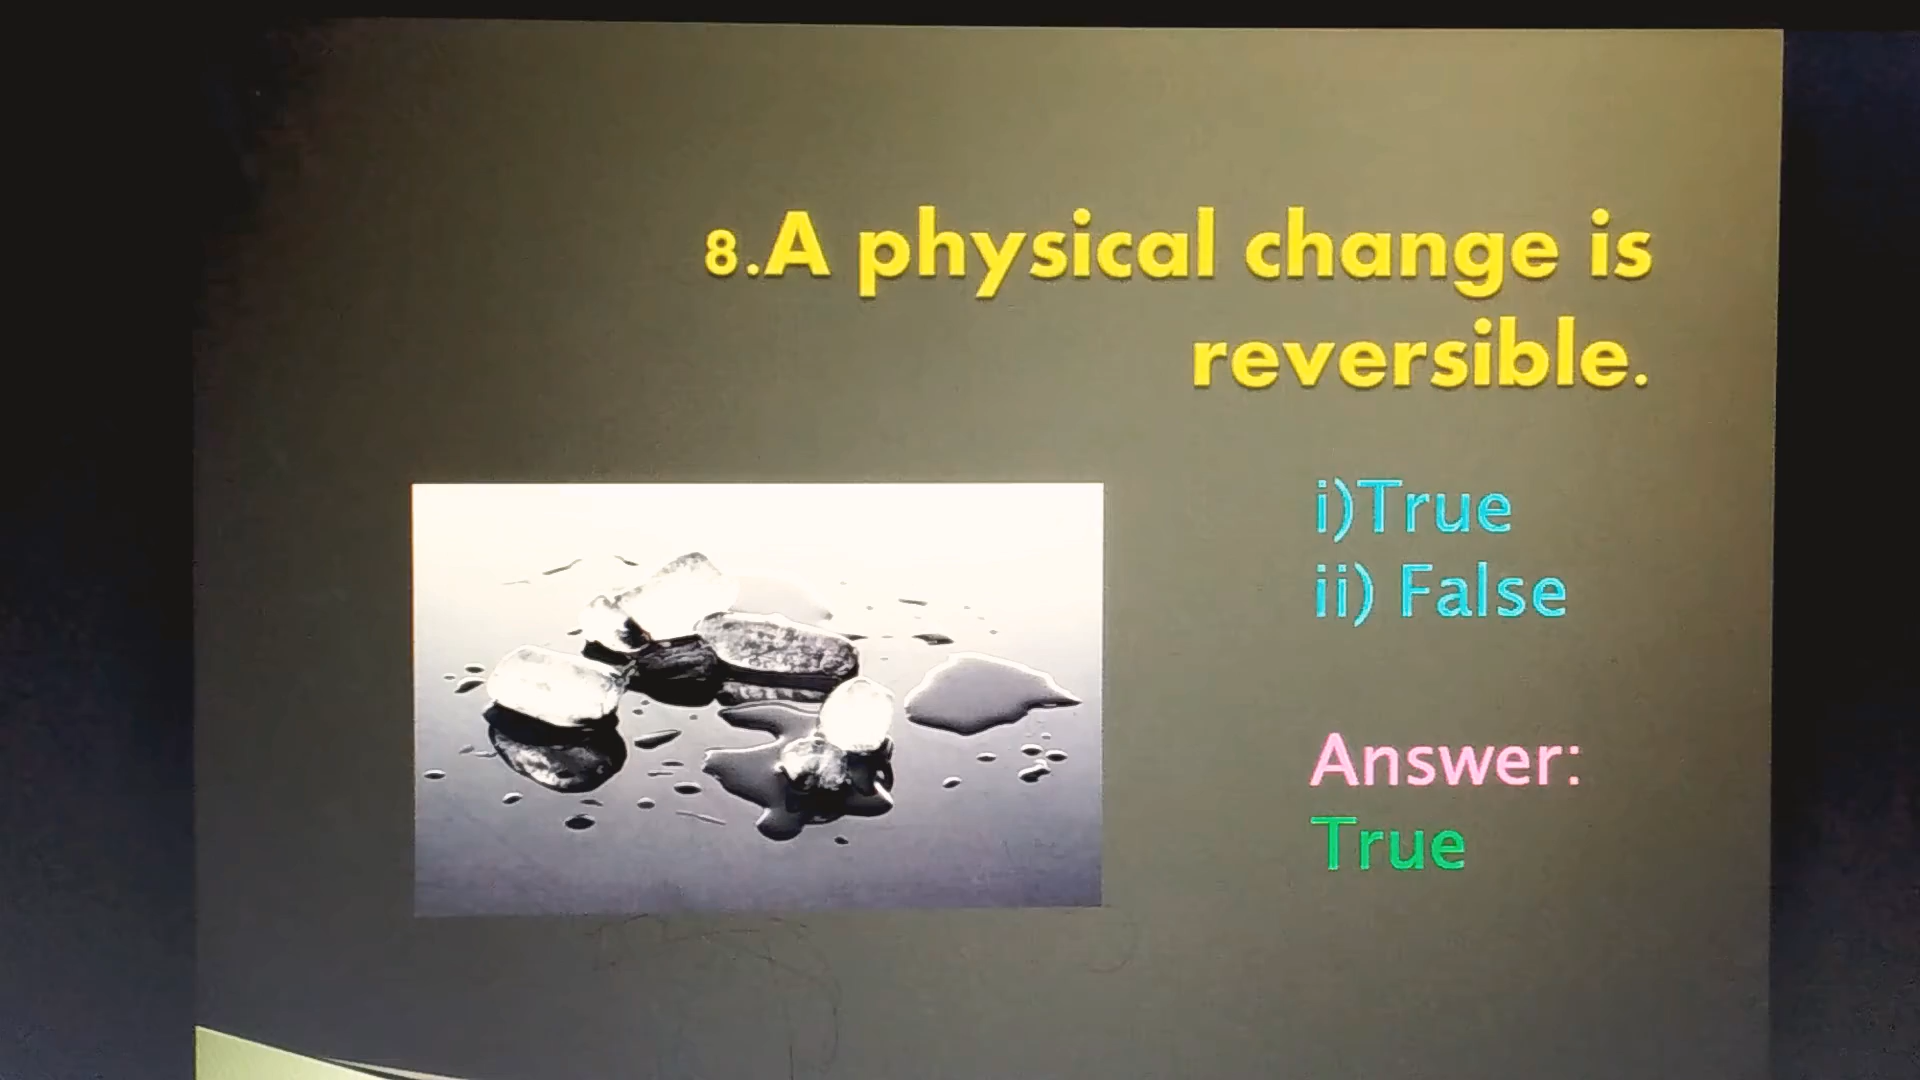 8.A physical change is
reversible.
i)True
ii) False
Answer:
True